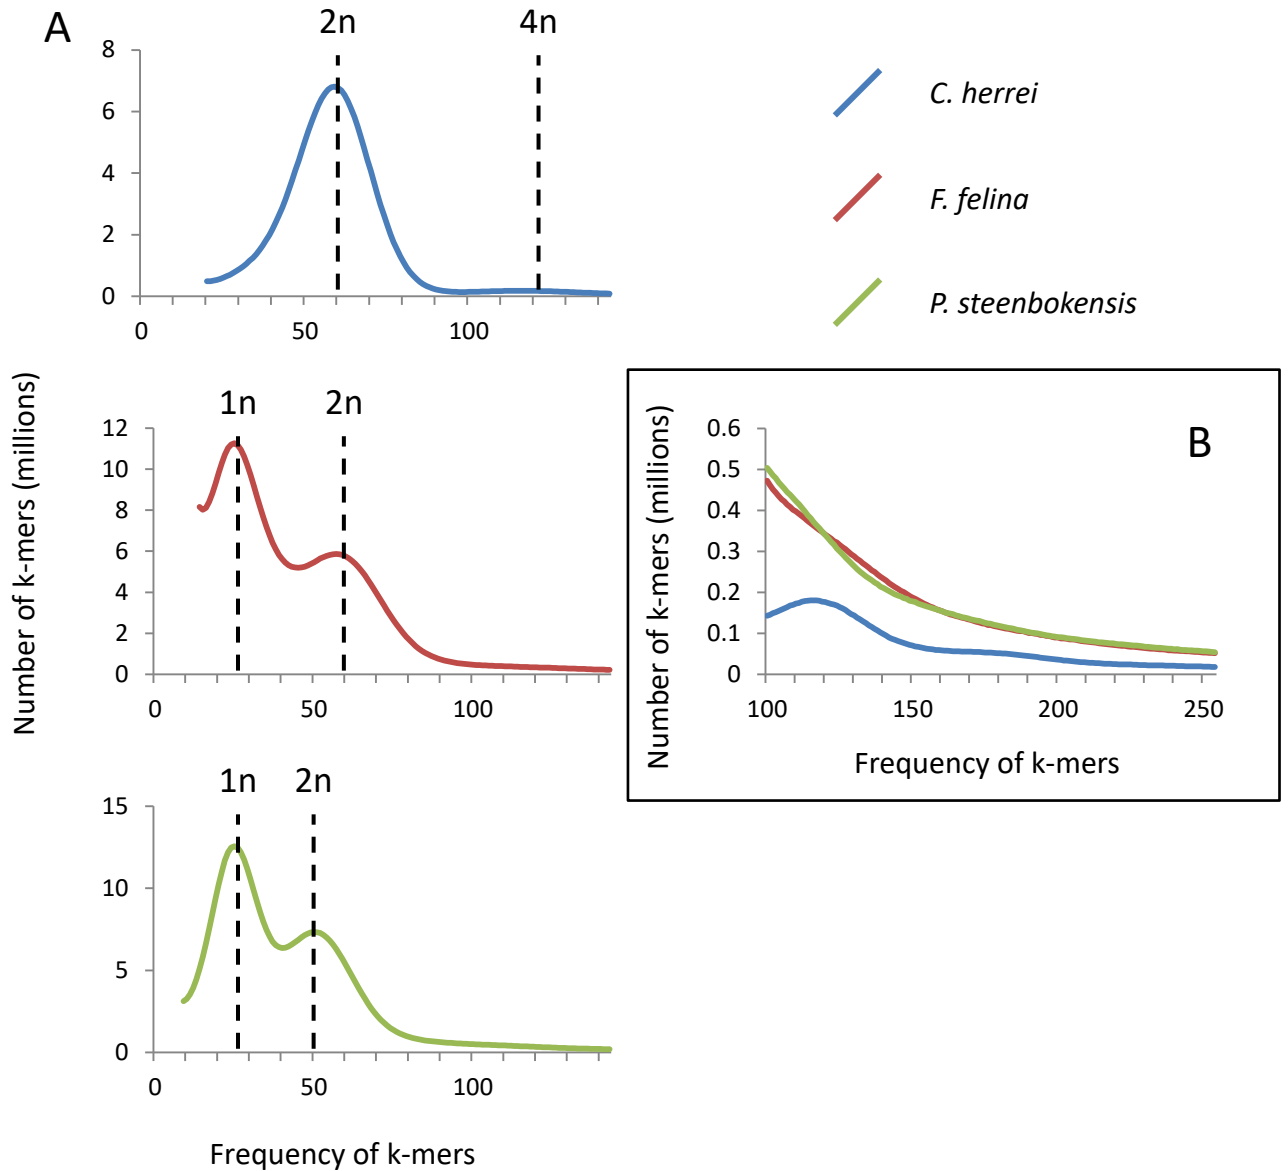 A
2n 4n
8
6
4
2
0
0 50 100
C. herrei
F. felina
P. steenbokensis
Number of k-mers (millions)
1n 2n
12
10
8
6
4
2
0
0 50 100
1n 2n
15
10
5
0
0 50 100
Frequency of k-mers
B
Number of k-mers (millions)
0.6
0.5
0.4
0.3
0.2
0.1
0
100 150 200 250
Frequency of k-mers